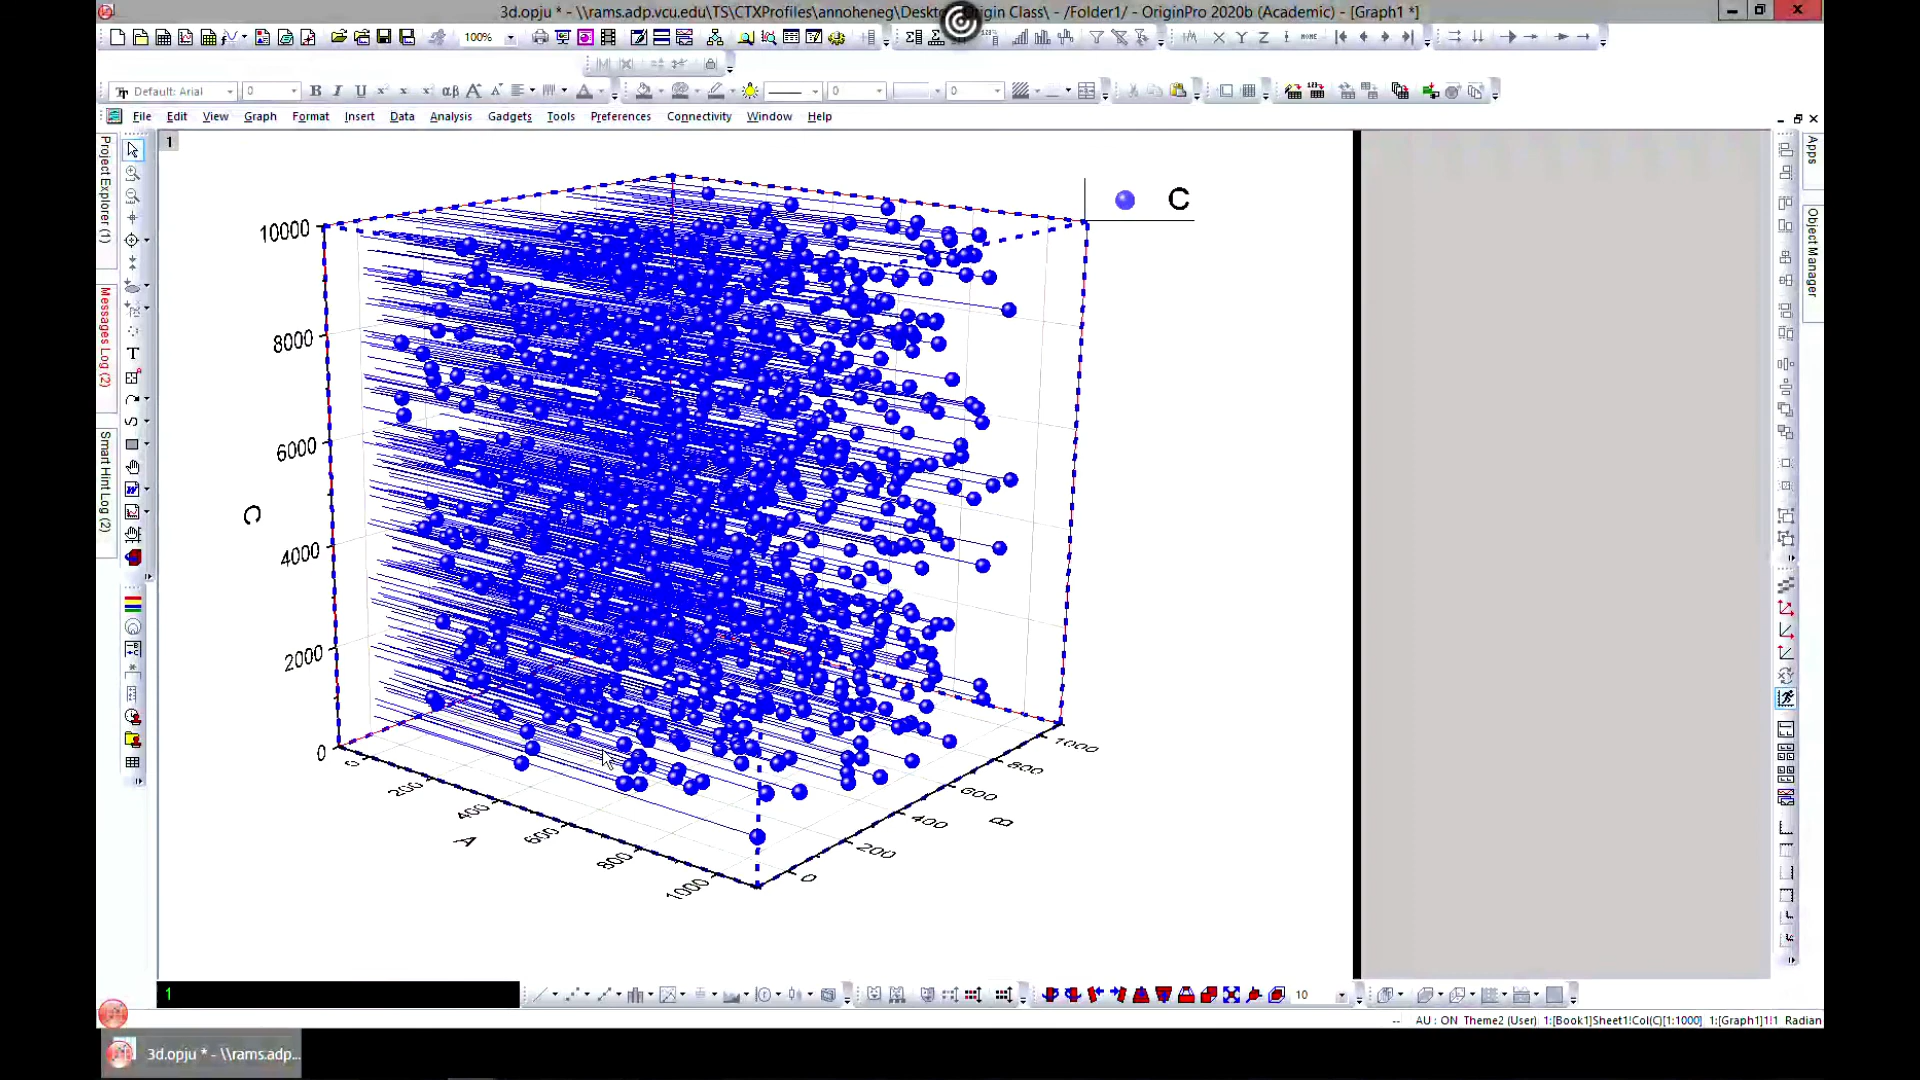 3d.opju * - \\rams.adp.vcu.edu\TS\CTXProfiles\annoheneg\Deskto Origin Class\ - /Folder1/ - OriginPro 2020b (Academic) - [Graph1 *]
100%
Default: Arial 0 B I U αβ A 0 0
File Edit View Graph Format Insert Data Analysis Gadgets Tools Preferences Connectivity Window Help
Project Explorer (1)
Messages Log (2)
Smart Hint Log (2)
Apps
Object Manager
1
C
10000
8000
6000
4000
2000
0
C
0
200
400
600
800
1000
A
0
200
400
600
800
1000
B
1
10
-- AU : ON Theme2 (User) 1:[Book1]Sheet1!Col(C)[1:1000] 1:[Graph1]1!1 Radian
3d.opju * - \\rams.adp...